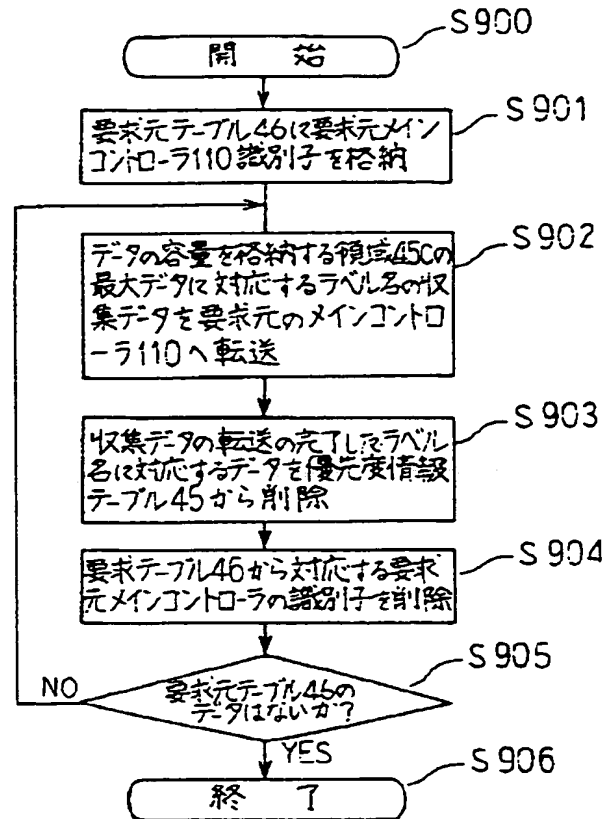 開 始
S900
要求元テーブル46に要求元メイン
コントローラ110識別子を格納
S901
データの容量を格納する領域45Cの
最大データに対応するラベル名の収
集データを要求元のメインコントロ
ーラ110へ転送
S902
収集データの転送の完了したラベル
名に対応するデータを優先度情報
テーブル45から削除
S903
要求テーブル46から対応する要求
元メインコントローラの識別子を削除
S904
要求元テーブル46の
データはないか?
S905
NO
YES
終 了
S906